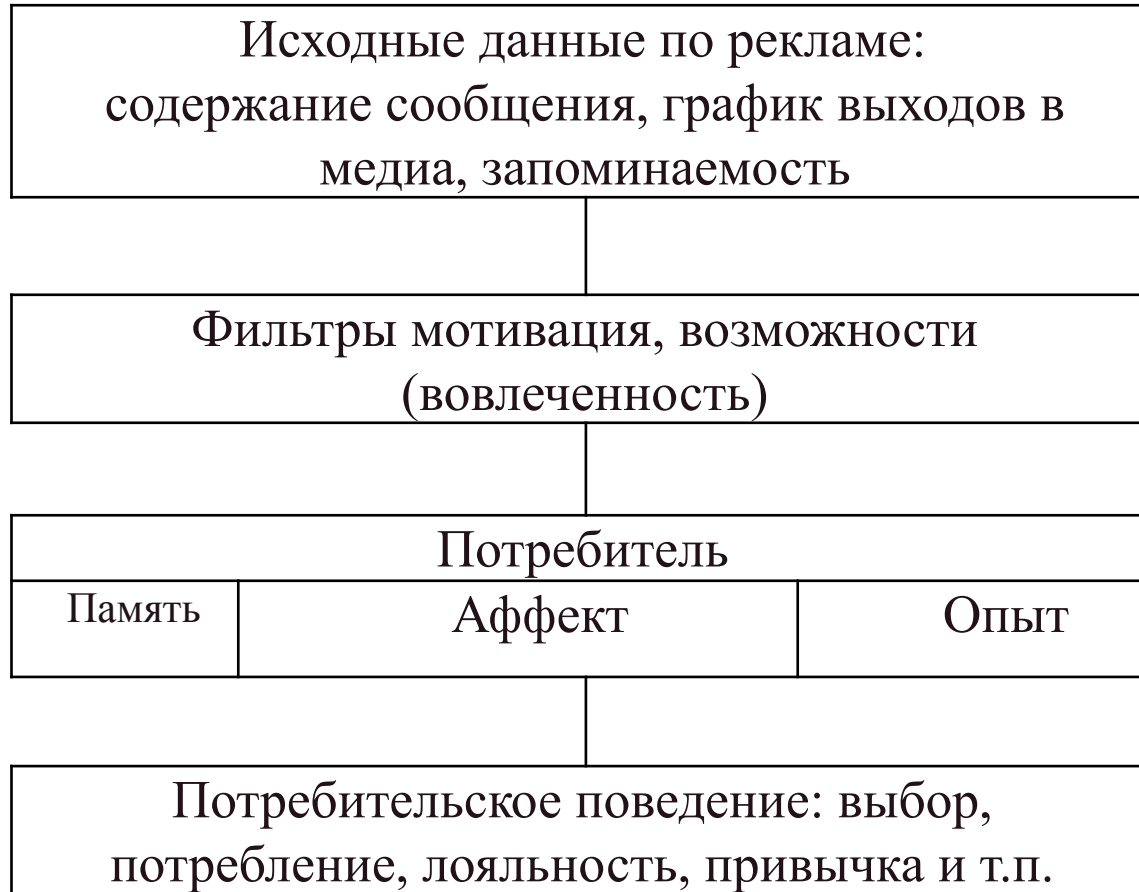 Исходные данные по рекламе:
содержание сообщения, график выходов в
медиа, запоминаемость
Фильтры мотивация, возможности
(вовлеченность)
Потребитель
Память
Аффект
Опыт
Потребительское поведение: выбор,
потребление, лояльность, привычка и т.п.